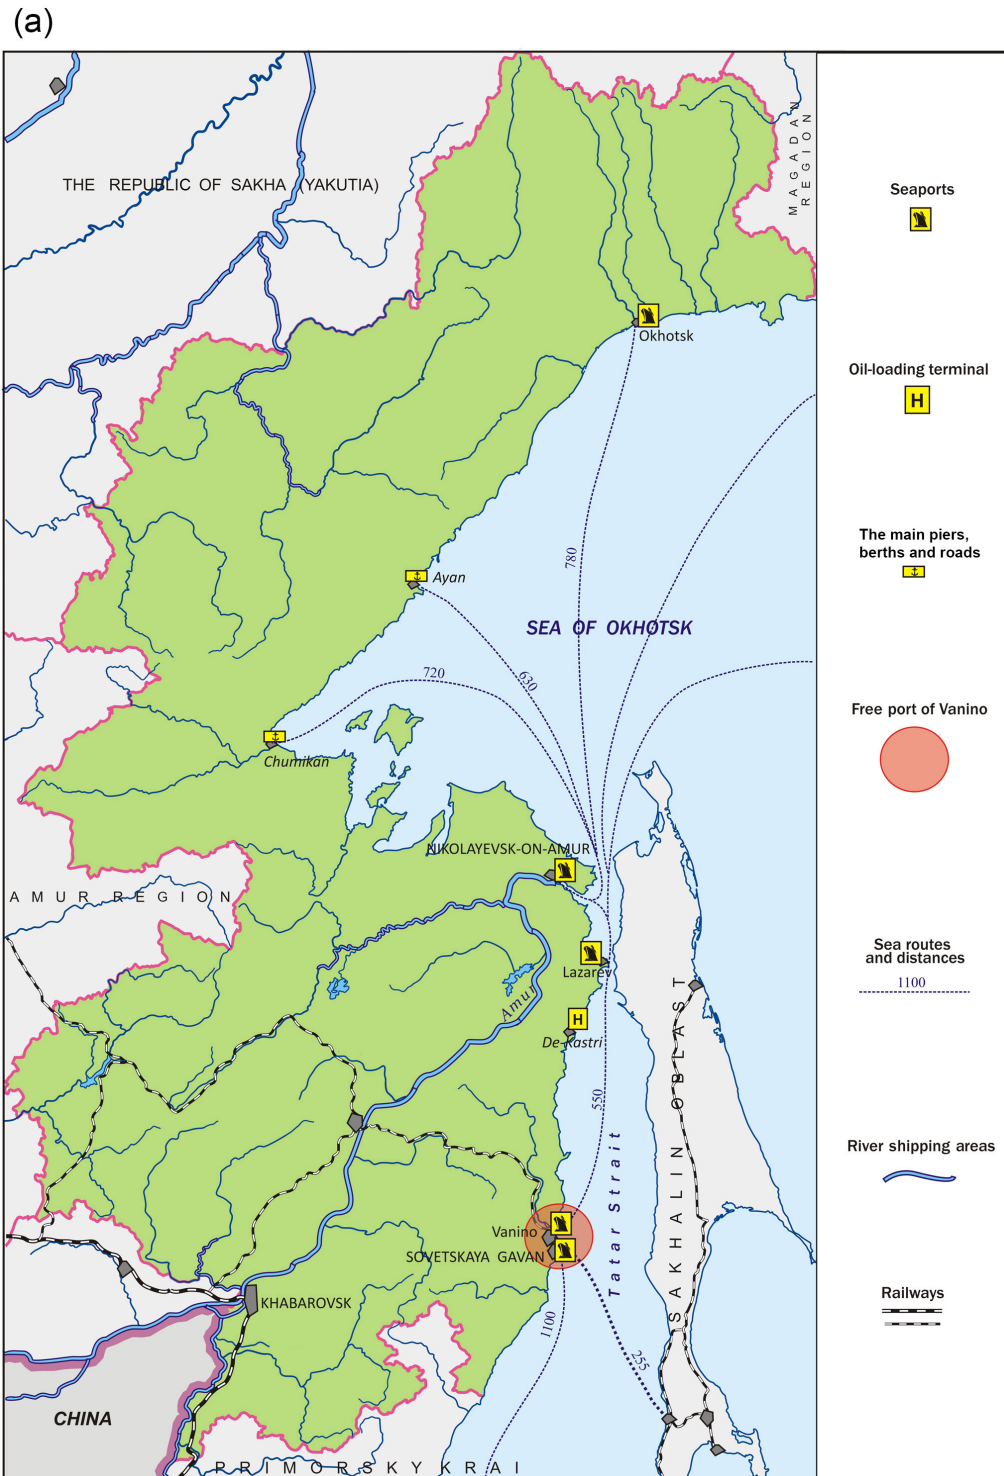 (a)
THE REPUBLIC OF SAKHA (YAKUTIA)
MAGADAN
REGION
Okhotsk
780
Ayan
SEA OF OKHOTSK
720
630
Chumikan
NIKOLAYEVSK-ON-AMUR
AMUR REGION
Lazarev
Amur
De-Kastri
550
SAKHALIN OBLAST
Tatar Strait
Vanino
SOVETSKAYA GAVAN
KHABAROVSK
1100
255
CHINA
PRIMORSKY KRAI
Seaports
Oil-loading terminal
H
The main piers,
berths and roads
Free port of Vanino
Sea routes
and distances
1100
River shipping areas
Railways
H